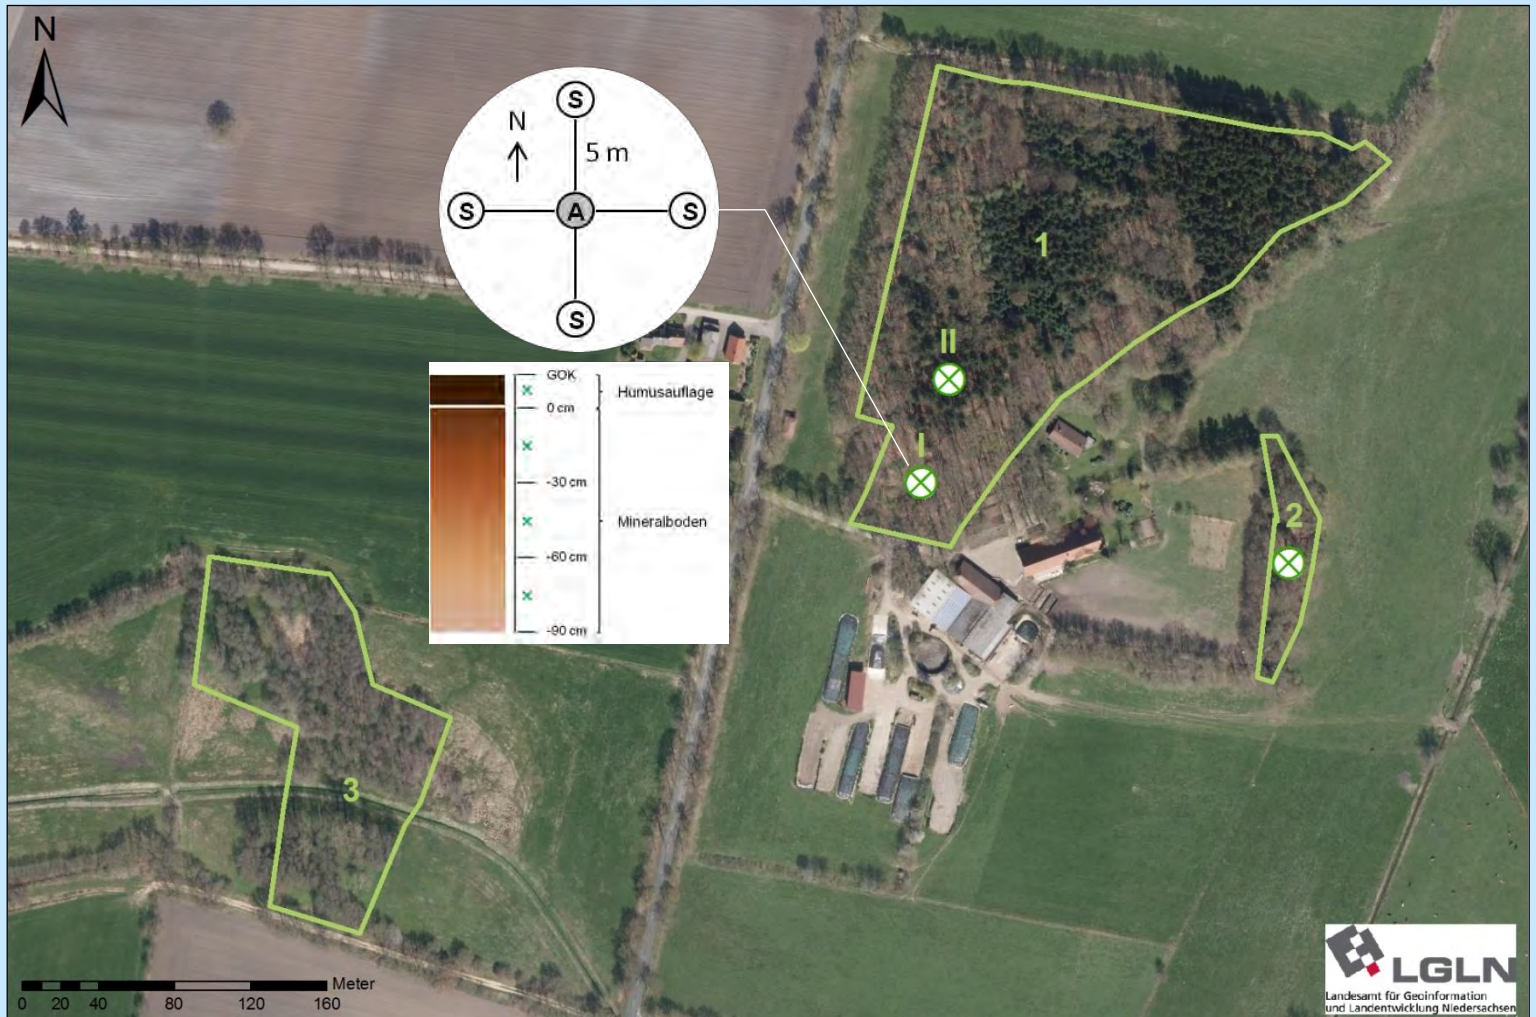 N
S
N
5 m
S
A
S
S
1
II
I
2
3
GOK
Humusauflage
0 cm
-30 cm
Mineralboden
-60 cm
-90 cm
Meter
0 20 40 80 120 160
LGLN
Landesamt für Geoinformation
und Landentwicklung Niedersachsen